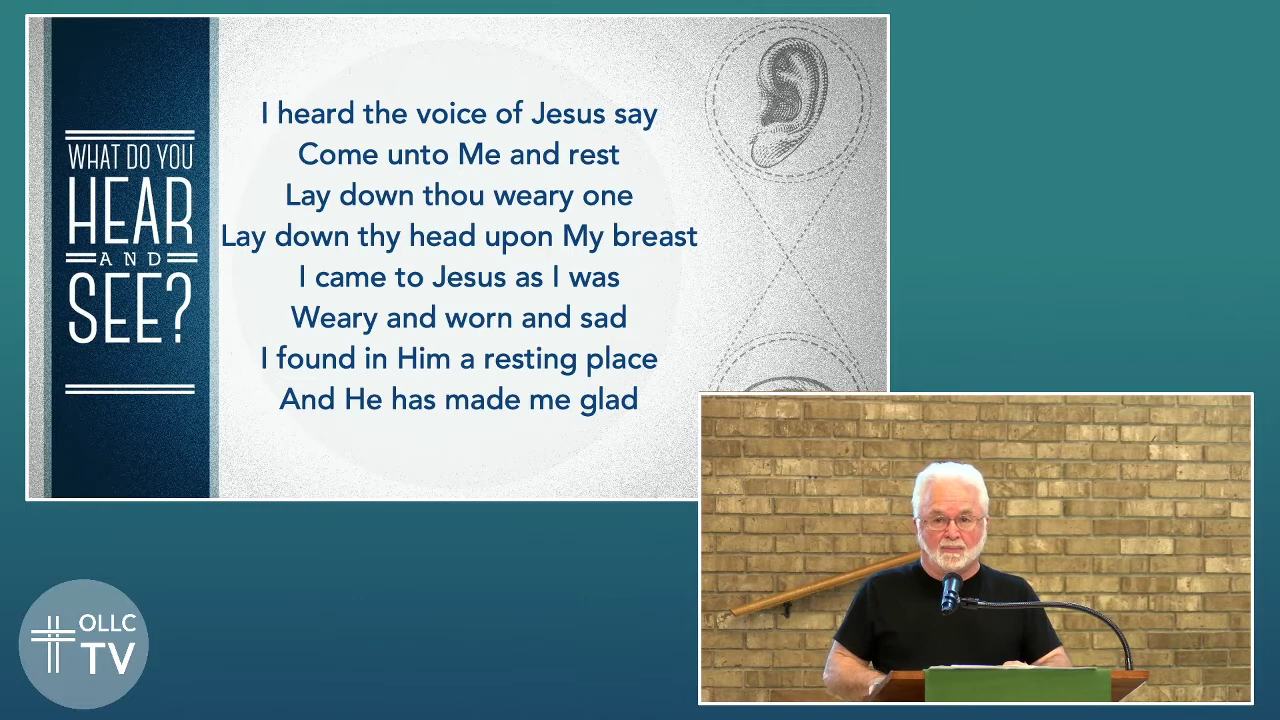 WHAT DO YOU
HEAR
AND
SEE?
I heard the voice of Jesus say
Come unto Me and rest
Lay down thou weary one
Lay down thy head upon My breast
I came to Jesus as I was
Weary and worn and sad
I found in Him a resting place
And He has made me glad
OLLC
TV